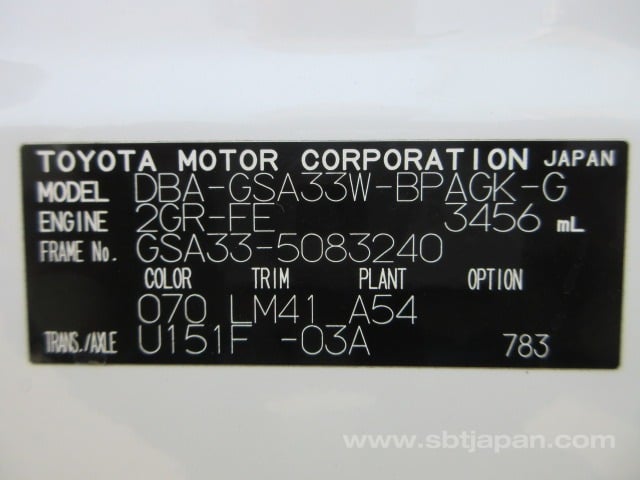 TOYOTA MOTOR CORPORATION JAPAN
MODEL DBA-GSA33W-BPAGK-G
ENGINE 2GR-FE 3456 mL
FRAME No. GSA33-5083240
COLOR TRIM PLANT OPTION
070 LM41 A54
TRANS./AXLE U151F -03A 783
www.sbtjapan.com